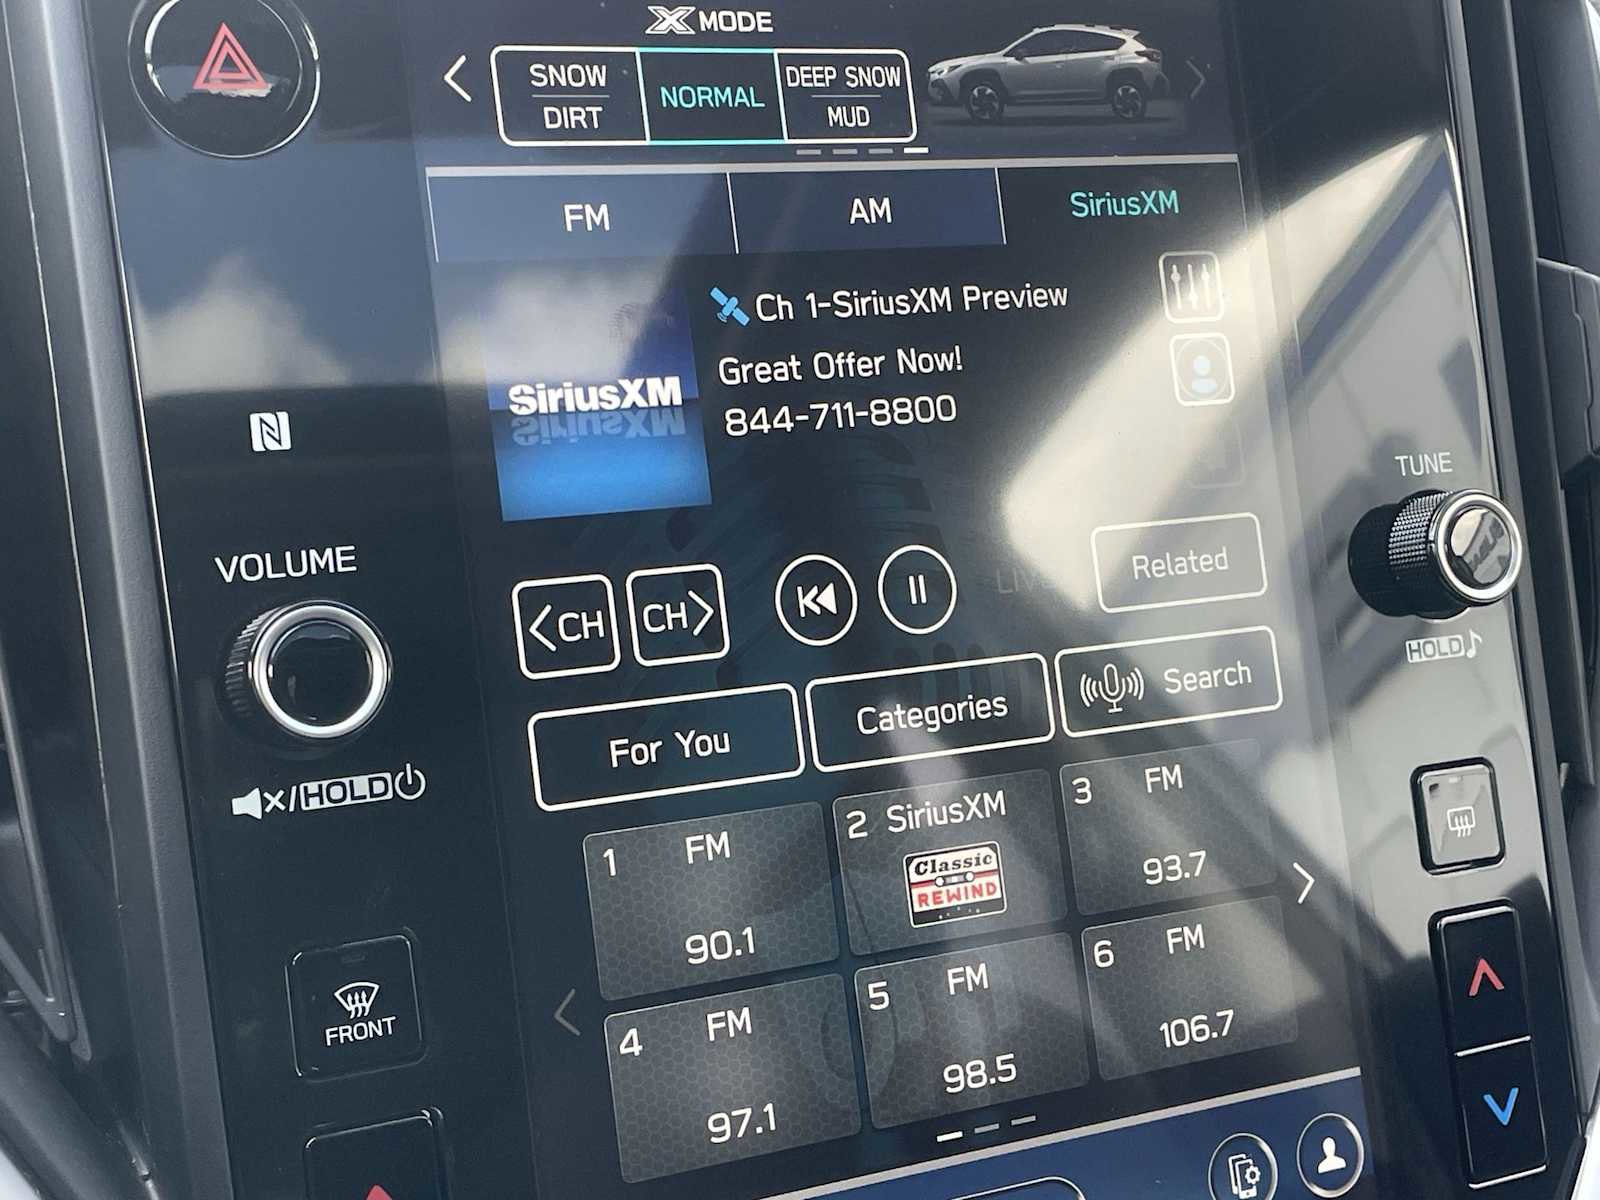 X MODE
SNOW
DIRT
NORMAL
DEEP SNOW
MUD
FM
AM
SiriusXM
Ch 1-SiriusXM Preview
Great Offer Now!
844-711-8800
SiriusXM
TUNE
VOLUME
HOLD
<CH
CH>
LIVE
Related
For You
Categories
Search
HOLD
1 FM
90.1
2 SiriusXM
Classic
REWIND
3 FM
93.7
4 FM
97.1
5 FM
98.5
6 FM
106.7
FRONT